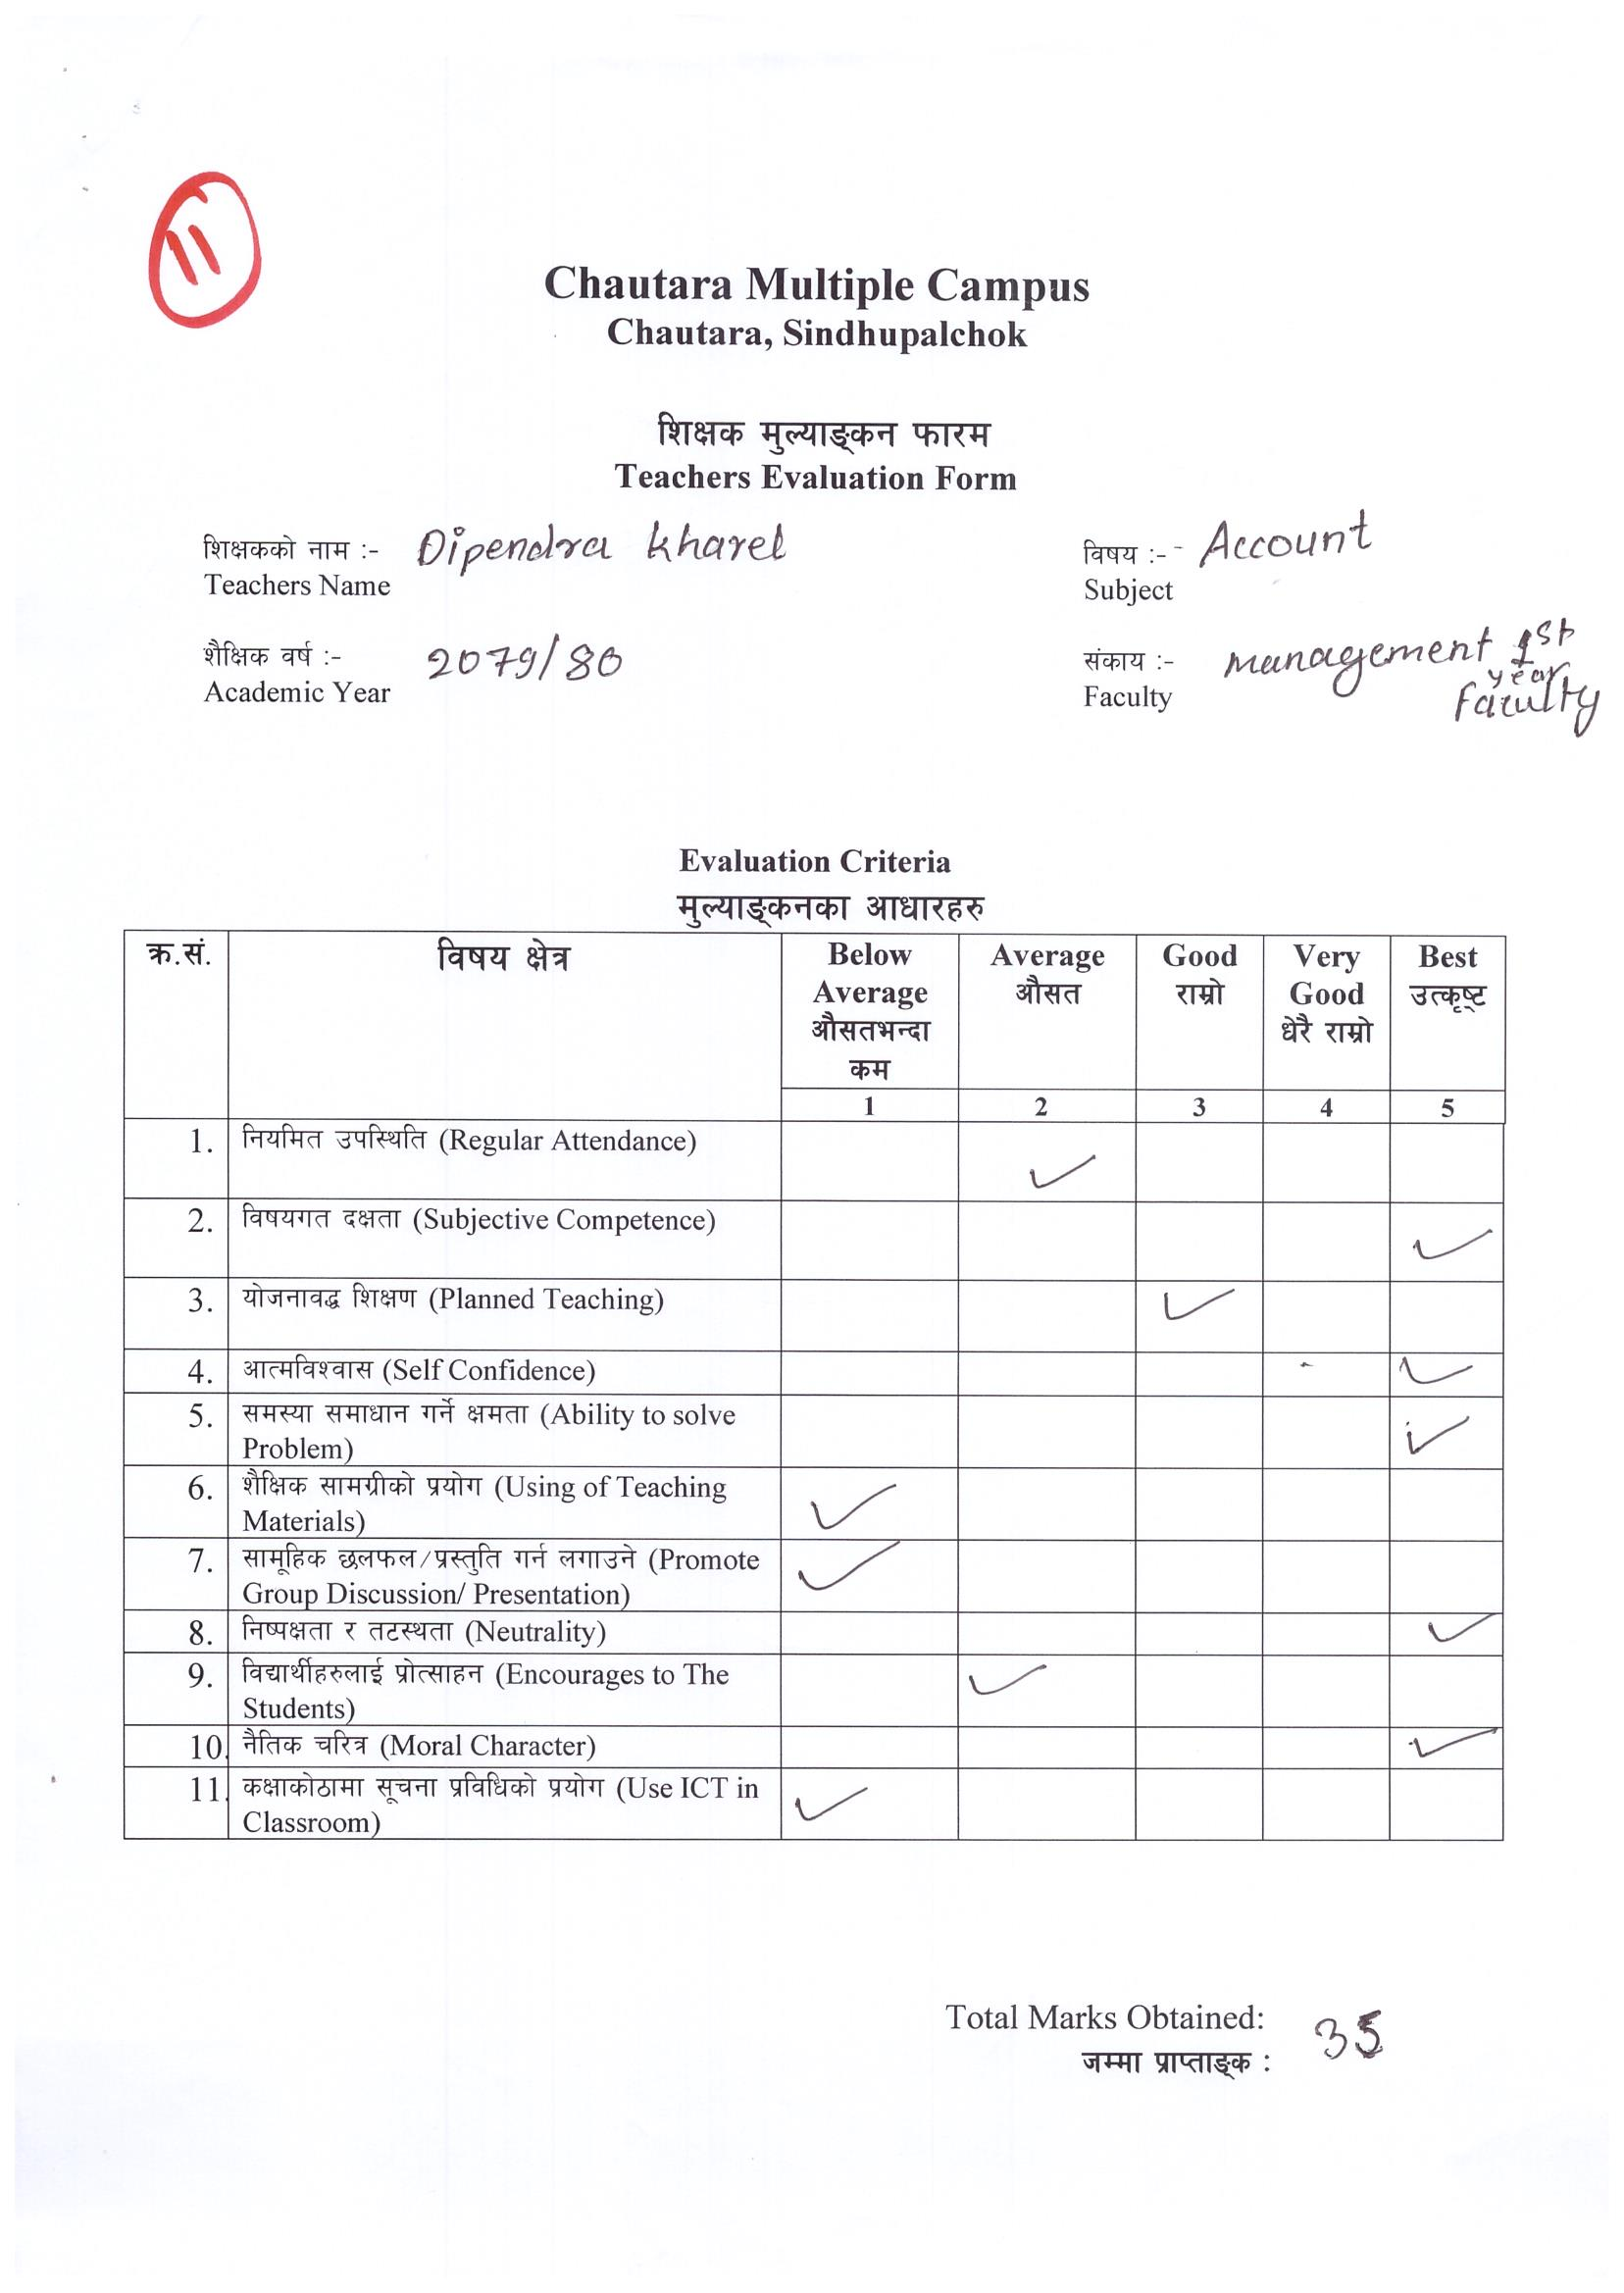 11
Chautara Multiple Campus
Chautara, Sindhupalchok
शिक्षक मुल्याङ्कन फारम
Teachers Evaluation Form
शिक्षकको नाम :- Dipendra Kharel
Teachers Name
विषय :- - Account
Subject
शैक्षिक वर्ष :- 2079/80
Academic Year
संकाय :- management 1st year Faculty
Faculty
Evaluation Criteria
मुल्याङ्कनका आधारहरु
क्र.सं. विषय क्षेत्र Below Average औसतभन्दा कम Average औसत Good राम्रो Very Good धेरै राम्रो Best उत्कृष्ट
1 2 3 4 5
1. नियमित उपस्थिति (Regular Attendance) ✓
2. विषयगत दक्षता (Subjective Competence) ✓
3. योजनावद्ध शिक्षण (Planned Teaching) ✓
4. आत्मविश्वास (Self Confidence) ✓
5. समस्या समाधान गर्ने क्षमता (Ability to solve
Problem) ✓
6. शैक्षिक सामग्रीको प्रयोग (Using of Teaching
Materials) ✓
7. सामूहिक छलफल/प्रस्तुति गर्न लगाउने (Promote
Group Discussion/ Presentation) ✓
8. निष्पक्षता र तटस्थता (Neutrality) ✓
9. विद्यार्थीहरुलाई प्रोत्साहन (Encourages to The
Students) ✓
10. नैतिक चरित्र (Moral Character) ✓
11. कक्षाकोठामा सूचना प्रविधिको प्रयोग (Use ICT in
Classroom) ✓
Total Marks Obtained: 35
जम्मा प्राप्ताङ्क :